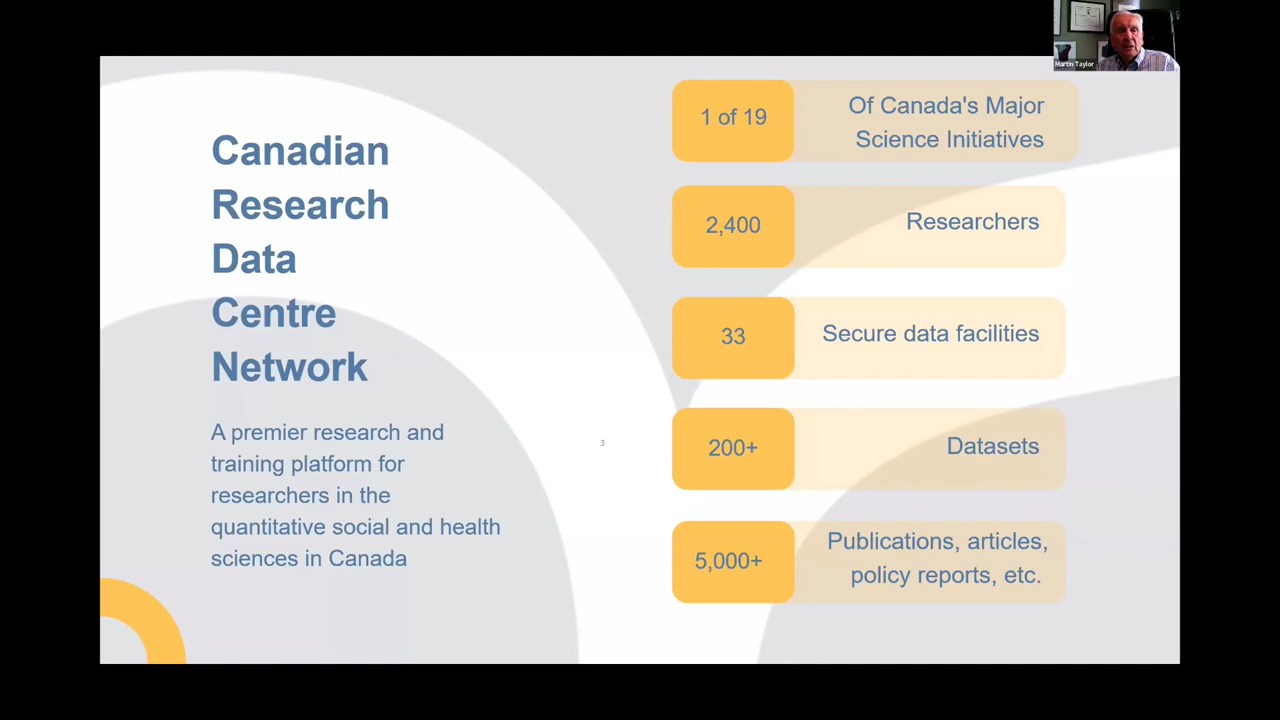 Martin Taylor
Canadian
Research
Data
Centre
Network
A premier research and
training platform for
researchers in the
quantitative social and health
sciences in Canada
3
1 of 19
Of Canada's Major
Science Initiatives
2,400
Researchers
33
Secure data facilities
200+
Datasets
5,000+
Publications, articles,
policy reports, etc.